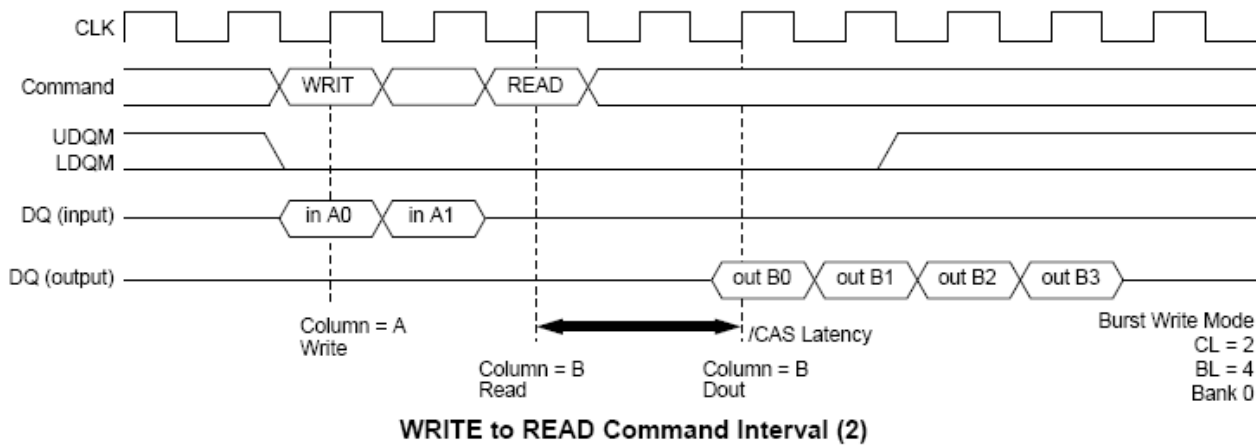 CLK
Command WRIT READ
UDQM
LDQM
DQ (input) in A0 in A1
DQ (output) out B0 out B1 out B2 out B3
Column = A
Write
/CAS Latency
Column = B
Read
Column = B
Dout
Burst Write Mode
CL = 2
BL = 4
Bank 0
WRITE to READ Command Interval (2)